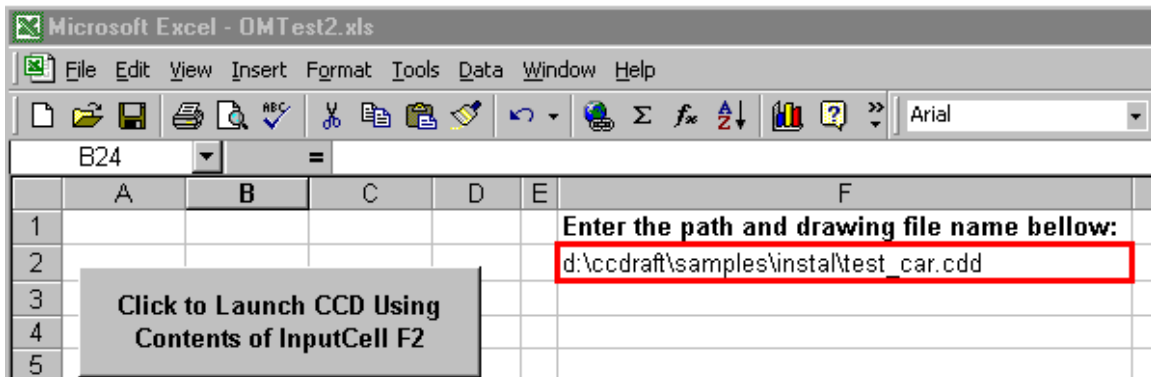 Microsoft Excel - OMTest2.xls
File Edit View Insert Format Tools Data Window Help
ABC Σ fx A Z ? » Arial
B24 =
A B C D E F
1 Enter the path and drawing file name bellow:
2 d:\ccdraft\samples\instal\test_car.cdd
3 Click to Launch CCD Using
4 Contents of InputCell F2
5